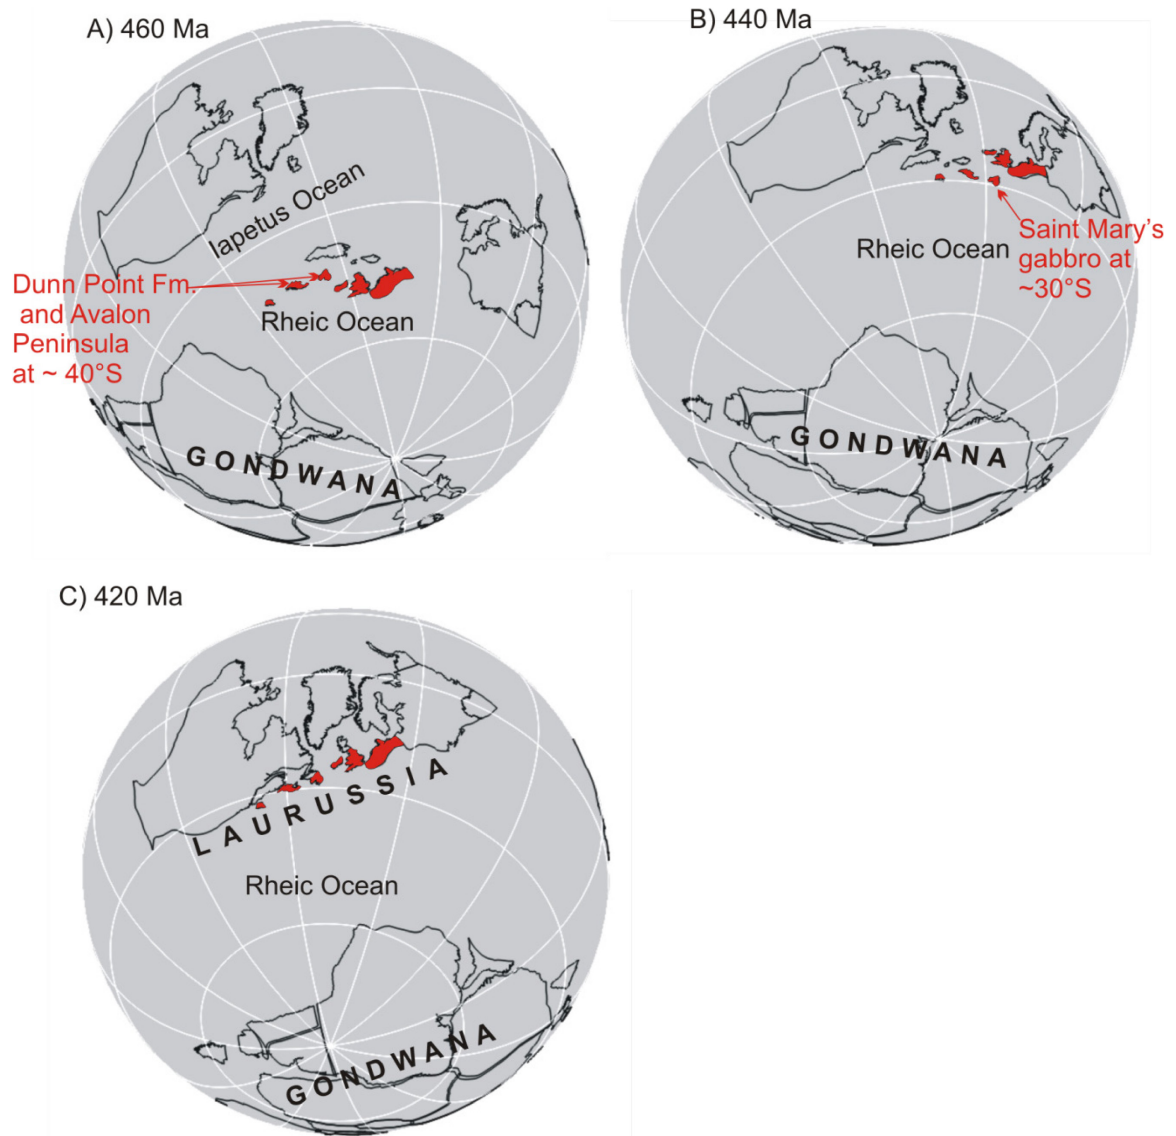 A) 460 Ma
Iapetus Ocean
Dunn Point Fm.
and Avalon
Peninsula
at ~ 40°S
Rheic Ocean
GONDWANA
B) 440 Ma
Rheic Ocean
Saint Mary's
gabbro at
~30°S
GONDWANA
C) 420 Ma
LAURUSSIA
Rheic Ocean
GONDWANA